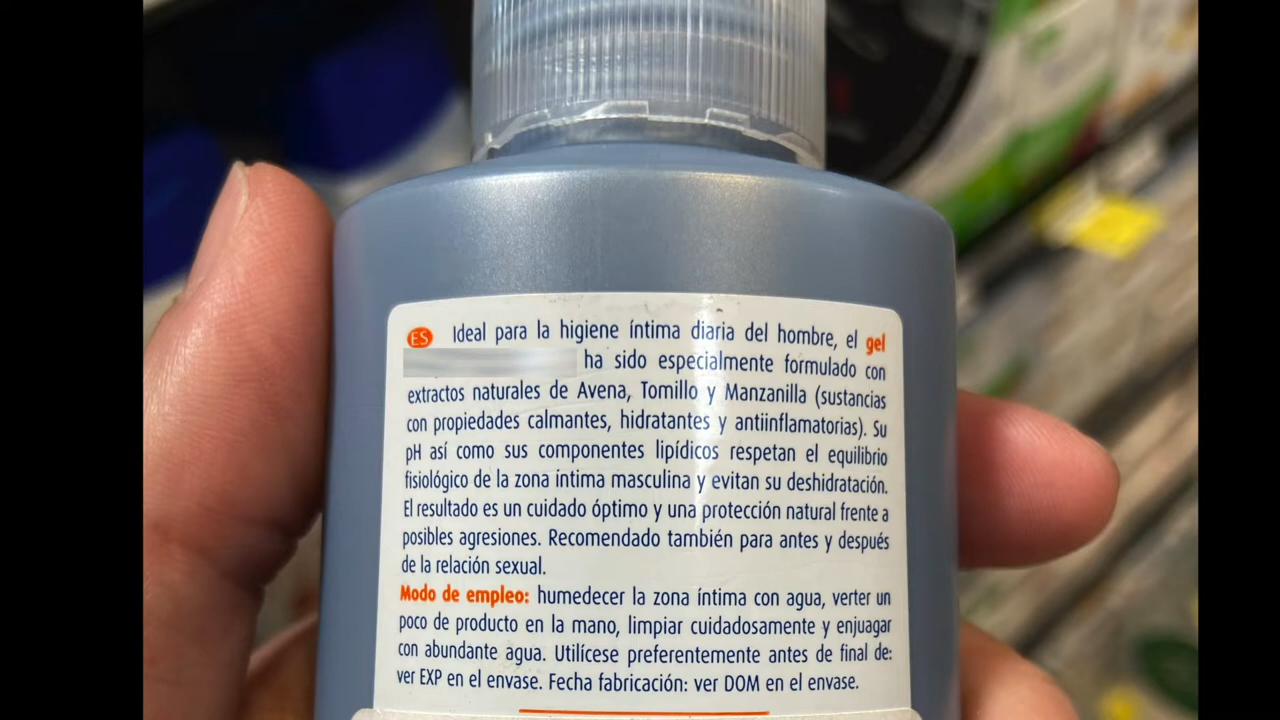 ES Ideal para la higiene íntima diaria del hombre, el gel
ha sido especialmente formulado con
extractos naturales de Avena, Tomillo y Manzanilla (sustancias
con propiedades calmantes, hidratantes y antiinflamatorias). Su
pH así como sus componentes lipídicos respetan el equilibrio
fisiológico de la zona íntima masculina y evitan su deshidratación.
El resultado es un cuidado óptimo y una protección natural frente a
posibles agresiones. Recomendado también para antes y después
de la relación sexual.
Modo de empleo: humedecer la zona íntima con agua, verter un
poco de producto en la mano, limpiar cuidadosamente y enjuagar
con abundante agua. Utilícese preferentemente antes de final de:
ver EXP en el envase. Fecha fabricación: ver DOM en el envase.